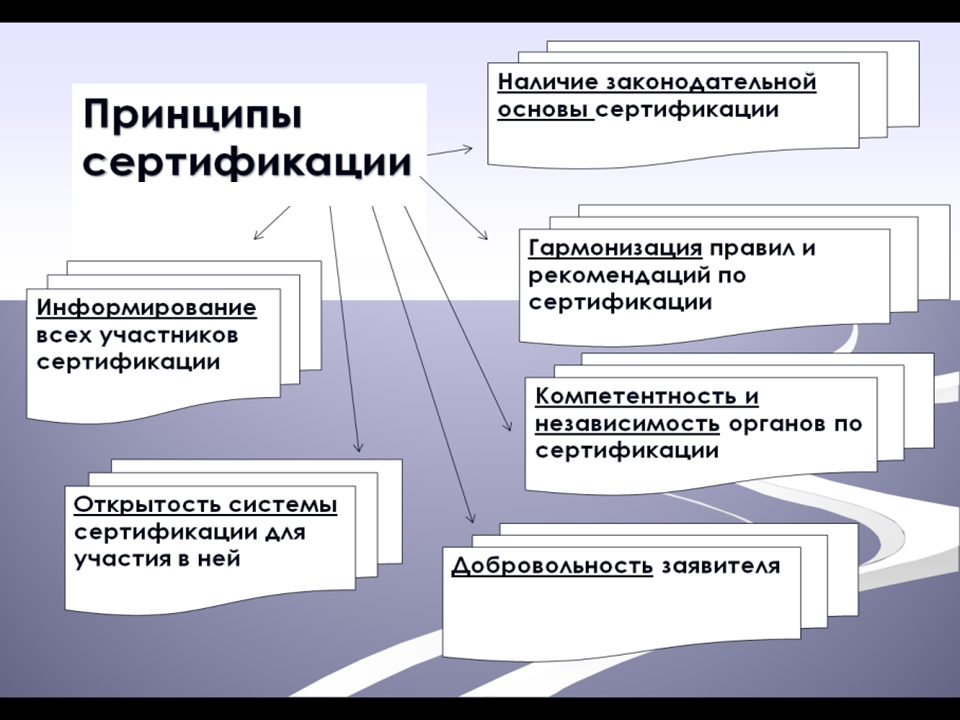 Принципы
сертификации
Наличие законодательной
основы сертификации
Гармонизация правил и
рекомендаций по
сертификации
Информирование
всех участников
сертификации
Компетентность и
независимость органов по
сертификации
Открытость системы
сертификации для
участия в ней
Добровольность заявителя